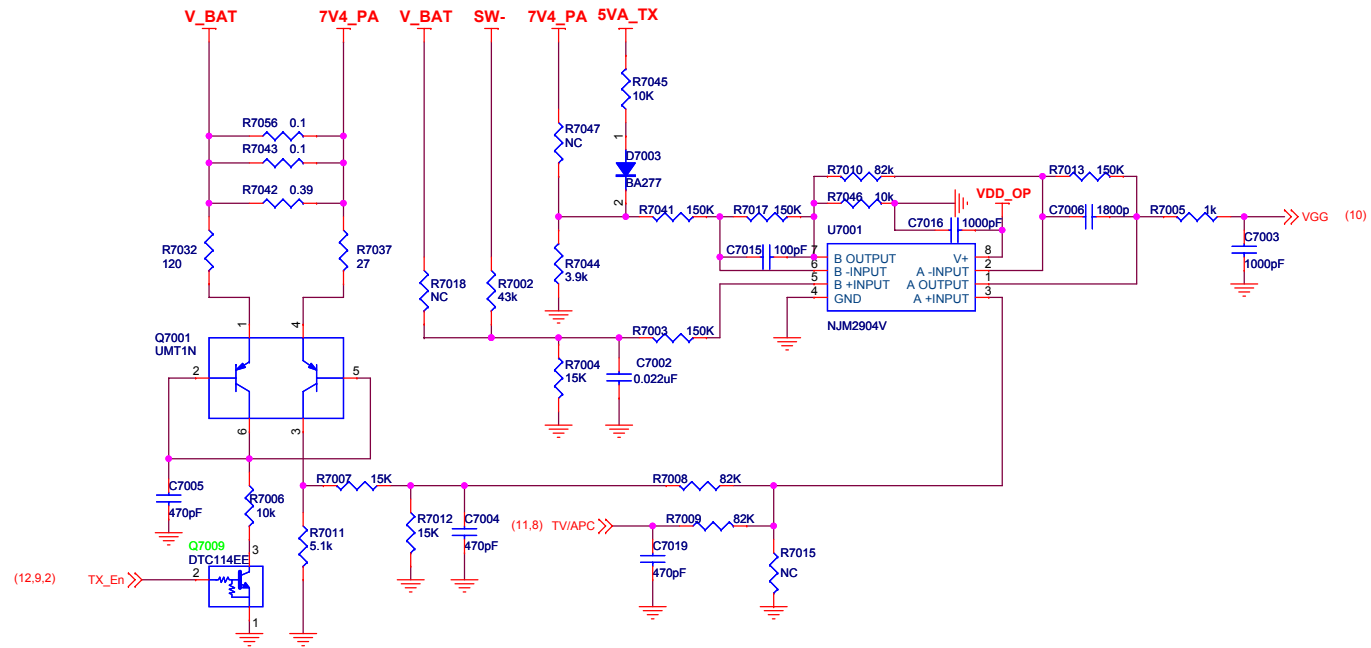 V_BAT 7V4_PA V_BAT SW- 7V4_PA 5VA_TX
R7045
10K
R7056 0.1
R7043 0.1
R7042 0.39
R7047
NC
1
D7003
BA277
2
R7032
120
R7037
27
R7018
NC
R7002
43k
R7044
3.9k
R7041 150K
R7017 150K
C7015 100pF
R7010 82k
R7046 10k
VDD_OP
C7016 1000pF
R7013 150K
C7006 1800p
R7005 1k
VGG (10)
C7003
1000pF
U7001
7 B OUTPUT V+ 8
6 B -INPUT A -INPUT 2
5 B +INPUT A OUTPUT 1
4 GND A +INPUT 3
NJM2904V
R7003 150K
R7004
15K
C7002
0.022uF
1 4
Q7001
UMT1N
2 5
6 3
C7005
470pF
R7006
10k
R7011
5.1k
R7007 15K
R7012
15K
C7004
470pF
R7008 82K
(11,8) TV/APC
R7009 82K
C7019
470pF
R7015
NC
Q7009
DTC114EE
3
(12,9,2) TX_En 2
1